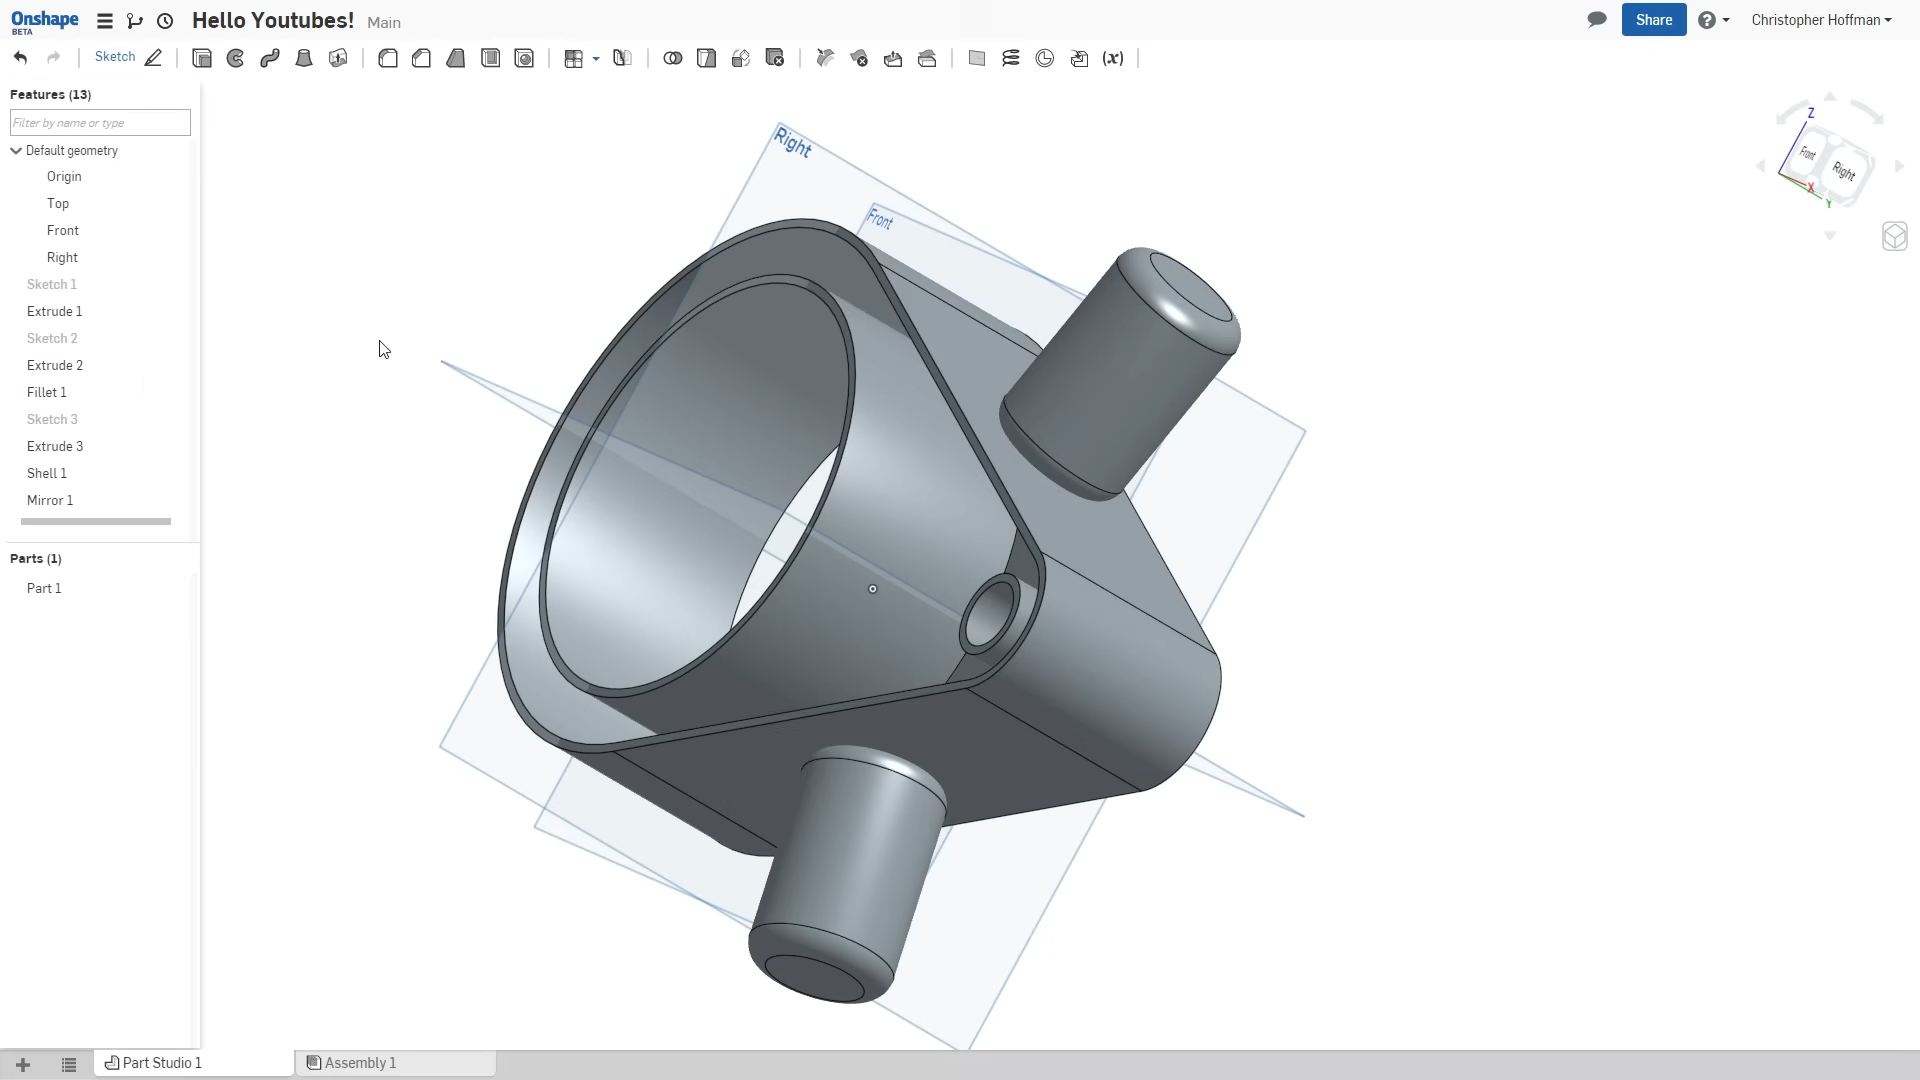 Onshape
BETA
Hello Youtubes! Main
Share
Christopher Hoffman
Sketch
(x)
Features (13)
Filter by name or type
Default geometry
Origin
Top
Front
Right
Sketch 1
Extrude 1
Sketch 2
Extrude 2
Fillet 1
Sketch 3
Extrude 3
Shell 1
Mirror 1
Parts (1)
Part 1
Right
Front
Z
Front
Right
X
Y
Part Studio 1
Assembly 1